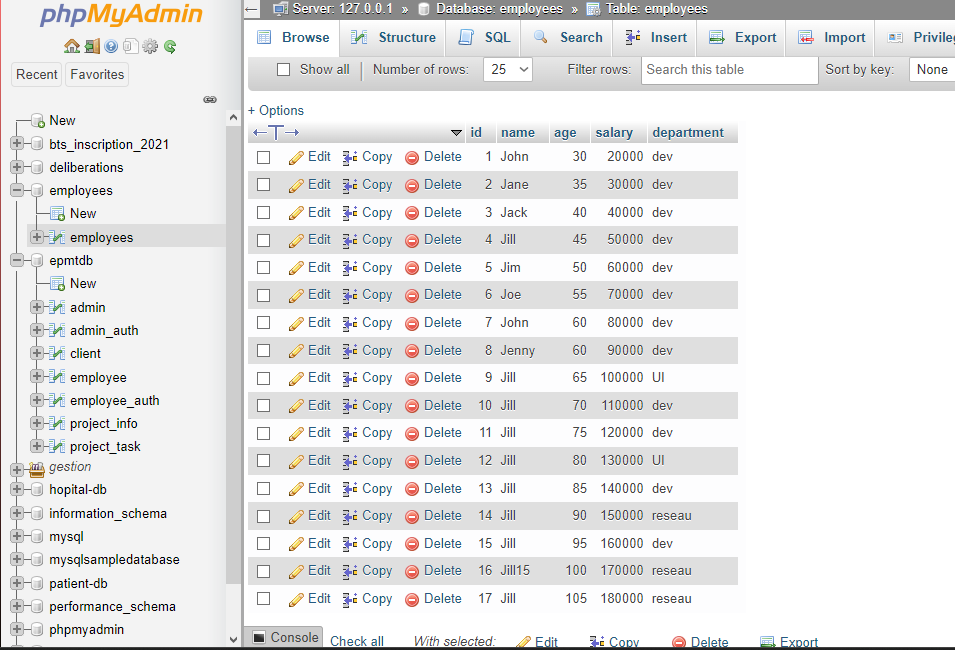 phpMyAdmin
Recent Favorites
New
bts_inscription_2021
deliberations
employees
New
employees
epmtdb
New
admin
admin_auth
client
employee
employee_auth
project_info
project_task
gestion
hopital-db
information_schema
mysql
mysqlsampledatabase
patient-db
performance_schema
phpmyadmin
Server: 127.0.0.1 » Database: employees » Table: employees
Browse Structure SQL Search Insert Export Import
Show all Number of rows: 25 Filter rows: Search this table Sort by key: None
+ Options
←T→ id name age salary department
Edit Copy Delete 1 John 30 20000 dev
Edit Copy Delete 2 Jane 35 30000 dev
Edit Copy Delete 3 Jack 40 40000 dev
Edit Copy Delete 4 Jill 45 50000 dev
Edit Copy Delete 5 Jim 50 60000 dev
Edit Copy Delete 6 Joe 55 70000 dev
Edit Copy Delete 7 John 60 80000 dev
Edit Copy Delete 8 Jenny 60 90000 dev
Edit Copy Delete 9 Jill 65 100000 UI
Edit Copy Delete 10 Jill 70 110000 dev
Edit Copy Delete 11 Jill 75 120000 dev
Edit Copy Delete 12 Jill 80 130000 UI
Edit Copy Delete 13 Jill 85 140000 dev
Edit Copy Delete 14 Jill 90 150000 reseau
Edit Copy Delete 15 Jill 95 160000 dev
Edit Copy Delete 16 Jill15 100 170000 reseau
Edit Copy Delete 17 Jill 105 180000 reseau
Console Check all With selected: Edit Copy Delete Export